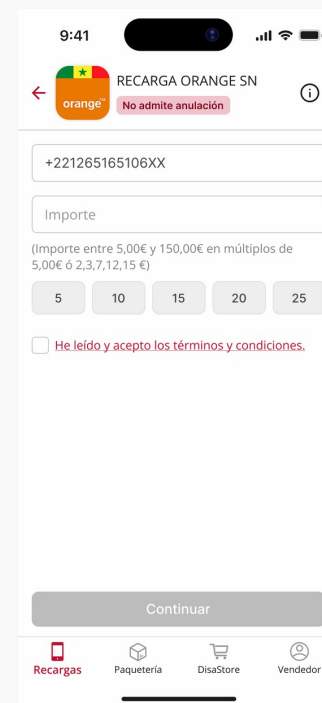 9:41
RECARGA ORANGE SN
orange™
No admite anulación
+221265165106XX
Importe
(Importe entre 5,00€ y 150,00€ en múltiplos de
5,00€ ó 2,3,7,12,15 €)
5 10 15 20 25
He leído y acepto los términos y condiciones.
Continuar
Recargas Paquetería DisaStore Vendedor